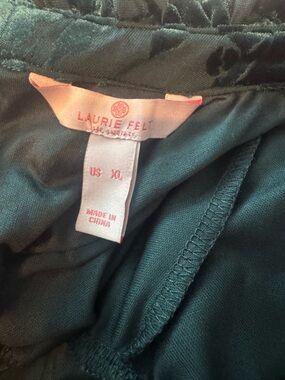 LAURIE FELT
US XL
MADE IN
CHINA